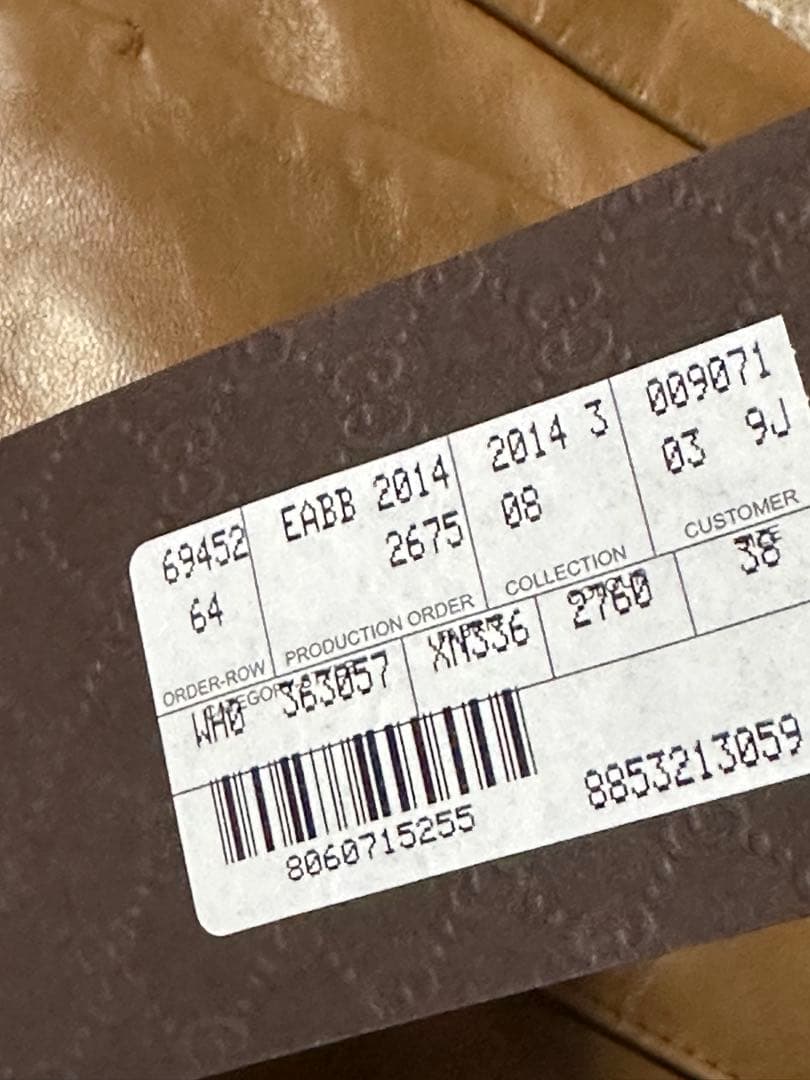 69452 EABB 2014 2014 3 009071
64 2675 08 03 9J
ORDER-ROW PRODUCTION ORDER COLLECTION CUSTOMER
WH0 363057 XN336 2760 38
8060715255 8853213059